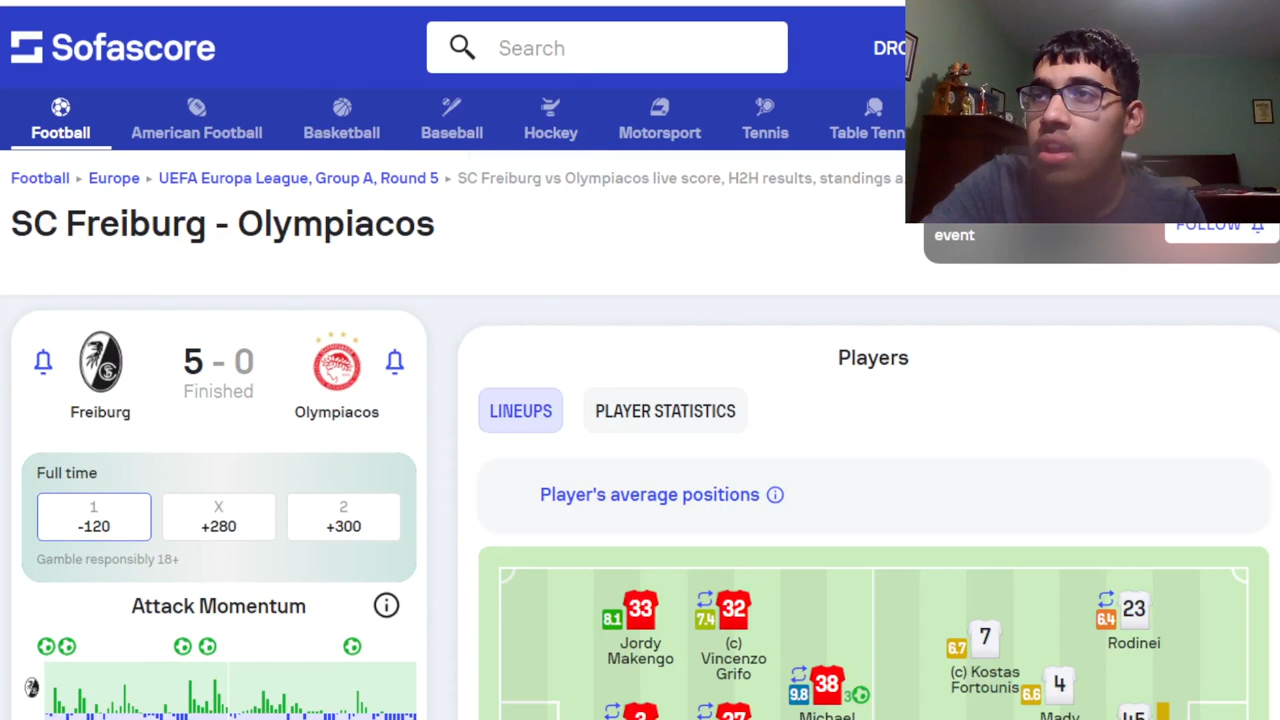 Sofascore
Search
DRO
Football
American Football
Basketball
Baseball
Hockey
Motorsport
Tennis
Table Tenn
Football ▸ Europe ▸ UEFA Europa League, Group A, Round 5 ▸ SC Freiburg vs Olympiacos live score, H2H results, standings a
SC Freiburg - Olympiacos
FOLLOW
event
5 - 0
Finished
Freiburg
Olympiacos
Full time
1
-120
X
+280
2
+300
Gamble responsibly 18+
Attack Momentum
Players
LINEUPS
PLAYER STATISTICS
Player's average positions
33
8.1
Jordy
Makengo
32
7.4
(c)
Vincenzo
Grifo
38
9.8
3
Michael
3
27
7
6.7
(c) Kostas
Fortounis
23
6.4
Rodinei
4
6.6
Mady
45